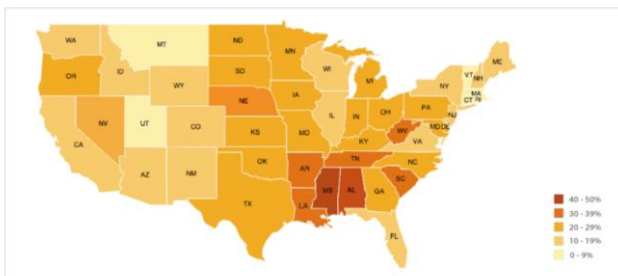 WA
MT
ND
MN
ME
VT
NH
OR
ID
SD
WI
MI
NY
MA
CT
RI
WY
IA
PA
NJ
NE
NV
UT
CO
IL
IN
OH
MD
DE
WV
VA
CA
KS
MO
KY
TN
NC
AZ
NM
OK
AR
SC
TX
LA
MS
AL
GA
FL
40 - 50%
30 - 39%
20 - 29%
10 - 19%
0 - 9%